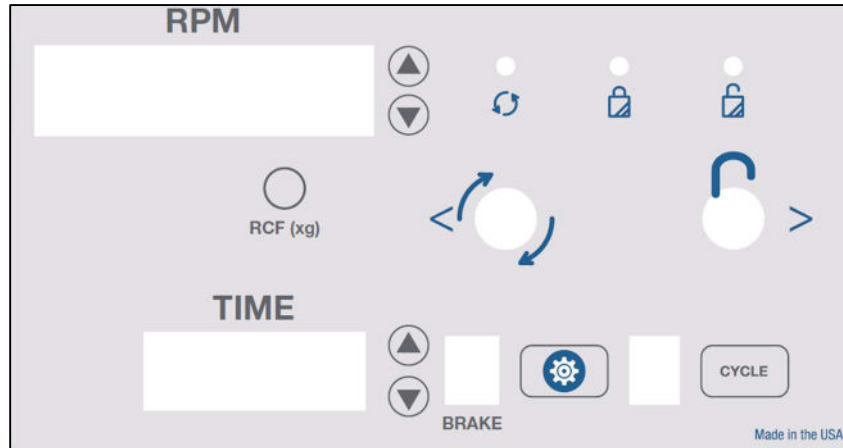 RPM
RCF (xg)
< >
TIME
CYCLE
BRAKE
Made in the USA